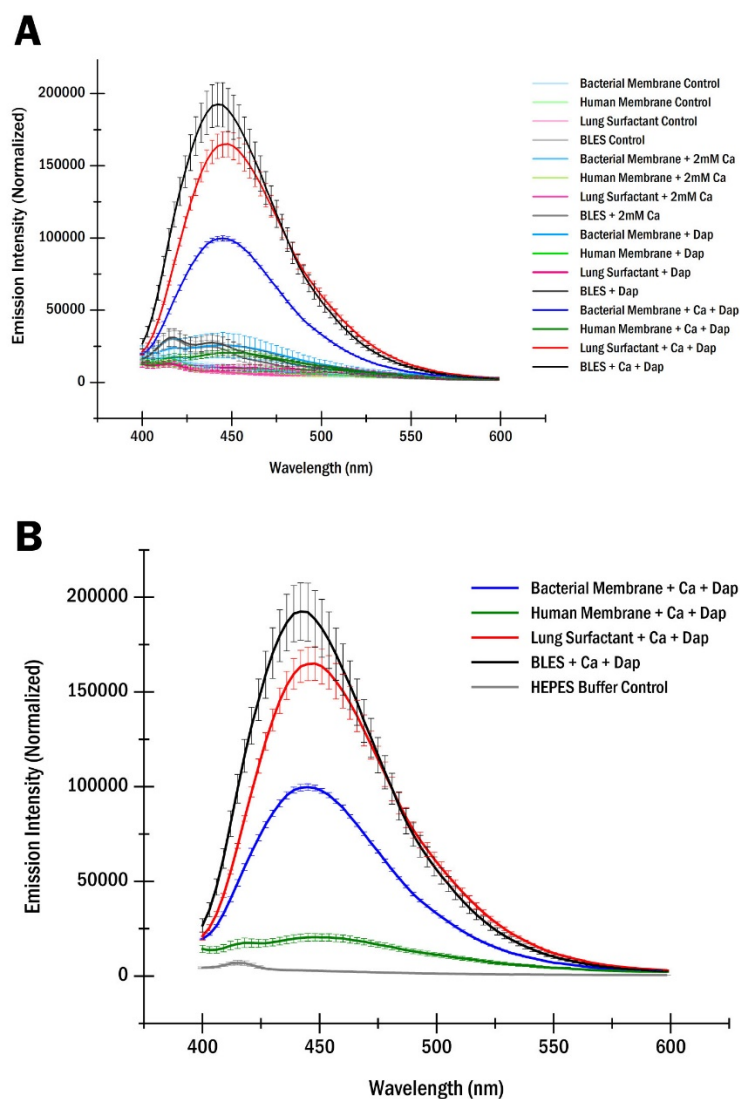 A
200000
150000
100000
50000
0
400
450
500
550
600
Emission Intensity (Normalized)
Wavelength (nm)
Bacterial Membrane Control
Human Membrane Control
Lung Surfactant Control
BLES Control
Bacterial Membrane + 2mM Ca
Human Membrane + 2mM Ca
Lung Surfactant + 2mM Ca
BLES + 2mM Ca
Bacterial Membrane + Dap
Human Membrane + Dap
Lung Surfactant + Dap
BLES + Dap
Bacterial Membrane + Ca + Dap
Human Membrane + Ca + Dap
Lung Surfactant + Ca + Dap
BLES + Ca + Dap
B
200000
150000
100000
50000
0
400
450
500
550
600
Emission Intensity (Normalized)
Wavelength (nm)
Bacterial Membrane + Ca + Dap
Human Membrane + Ca + Dap
Lung Surfactant + Ca + Dap
BLES + Ca + Dap
HEPES Buffer Control